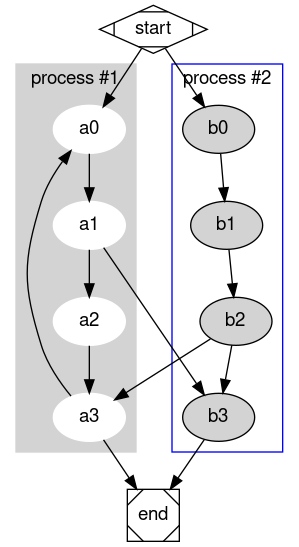 start
process #1
process #2
a0
b0
a1
b1
a2
b2
a3
b3
end